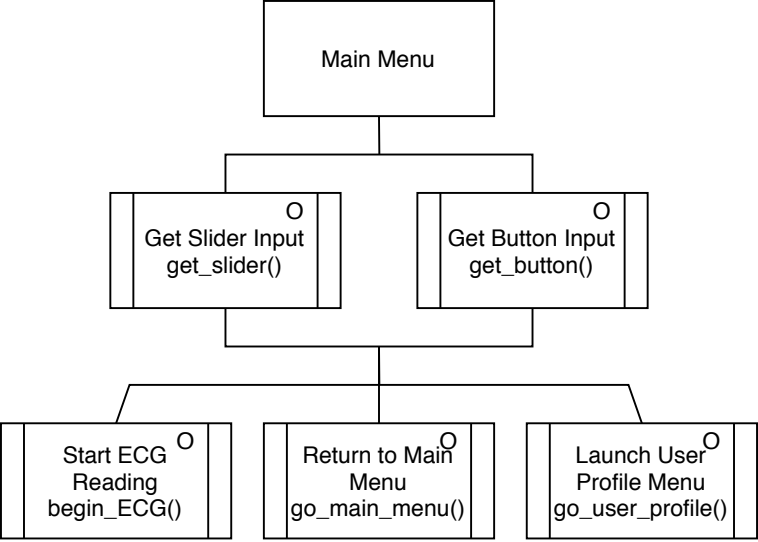 Main Menu
O
Get Slider Input
get_slider()
O
Get Button Input
get_button()
O
Start ECG
Reading
begin_ECG()
O
Return to Main
Menu
go_main_menu()
O
Launch User
Profile Menu
go_user_profile()